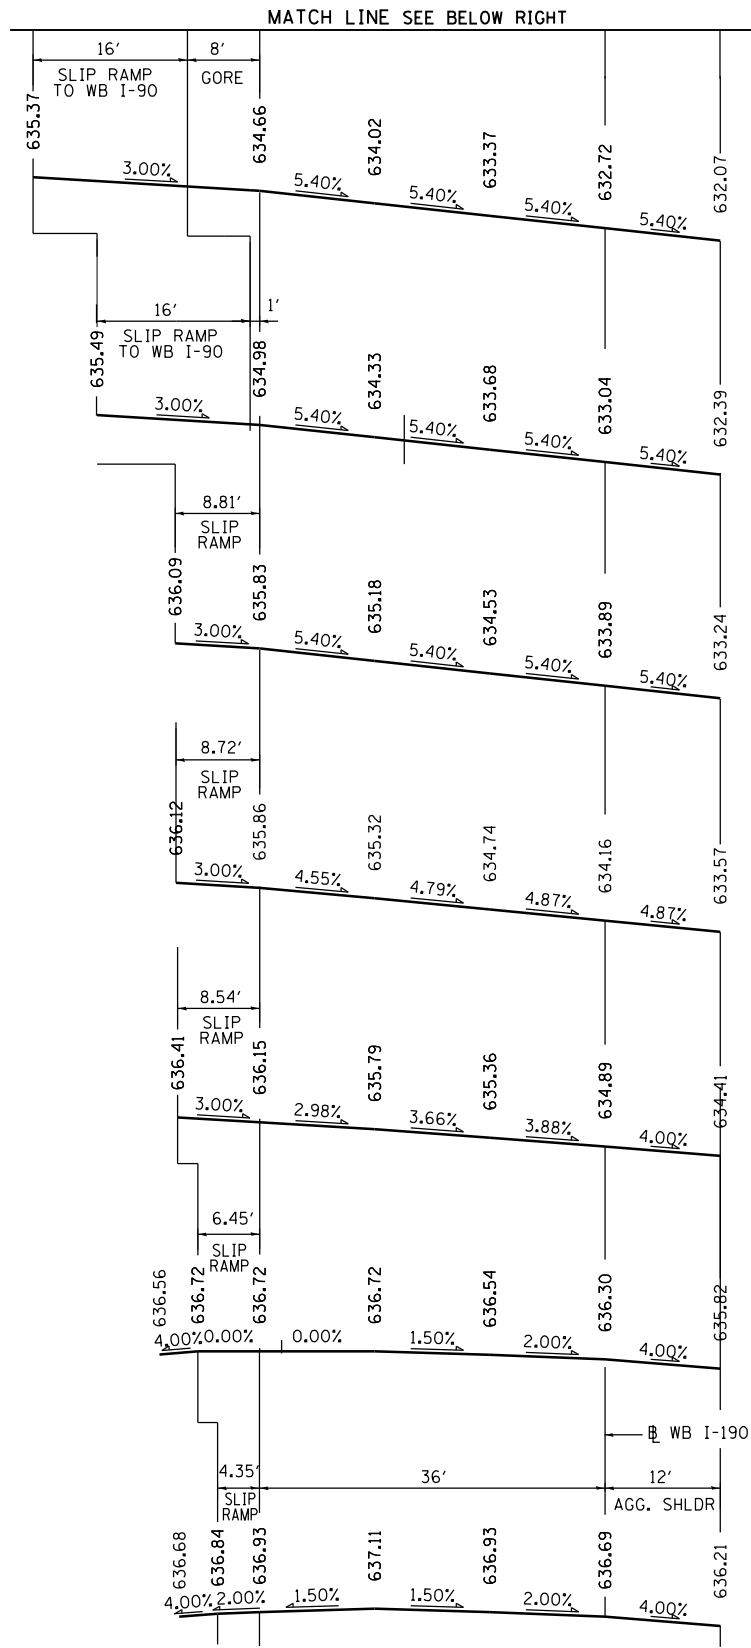 MATCH LINE SEE BELOW RIGHT
16' 8'
SLIP RAMP TO WB I-90
GORE
635.37 634.66 634.02 633.37 632.72 632.07
3.00% 5.40% 5.40% 5.40% 5.40%
16' 1'
SLIP RAMP TO WB I-90
635.49 634.98 634.33 633.68 633.04 632.39
3.00% 5.40% 5.40% 5.40% 5.40%
8.81'
SLIP
RAMP
636.09 635.83 635.18 634.53 633.89 633.24
3.00% 5.40% 5.40% 5.40% 5.40%
8.72'
SLIP
RAMP
636.12 635.86 635.32 634.74 634.16 633.57
3.00% 4.55% 4.79% 4.87% 4.87%
8.54'
SLIP
RAMP
636.41 636.15 635.79 635.36 634.89 634.41
3.00% 2.98% 3.66% 3.88% 4.00%
6.45'
SLIP
RAMP
636.56 636.72 636.72 636.72 636.54 636.30 635.82
4.00% 0.00% 0.00% 1.50% 2.00% 4.00%
WB I-190
4.35' 36' 12'
SLIP
RAMP
AGG. SHLDR
636.68 636.84 636.93 637.11 636.93 636.69 636.21
4.00% 2.00% 1.50% 1.50% 2.00% 4.00%